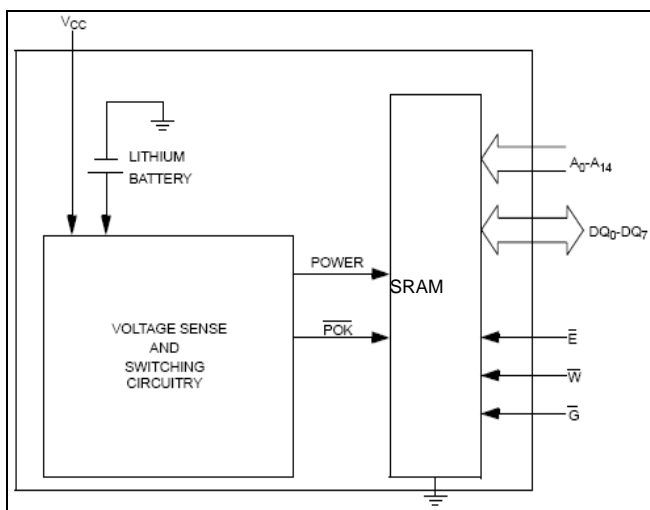 VCC
LITHIUM
BATTERY
A0-A14
DQ0-DQ7
POWER
SRAM
POK
VOLTAGE SENSE
AND
SWITCHING
CIRCUITRY
E
W
G